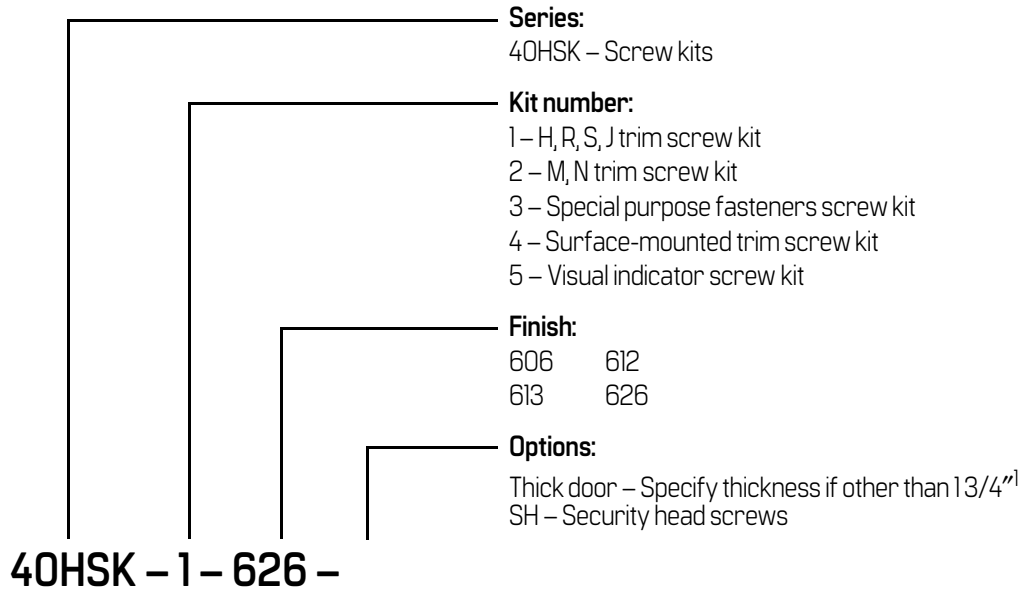 Series:
40HSK – Screw kits
Kit number:
1 – H, R, S, J trim screw kit
2 – M, N trim screw kit
3 – Special purpose fasteners screw kit
4 – Surface-mounted trim screw kit
5 – Visual indicator screw kit
Finish:
606 612
613 626
Options:
Thick door – Specify thickness if other than 1 3/4″¹
SH – Security head screws
40HSK – 1 – 626 –